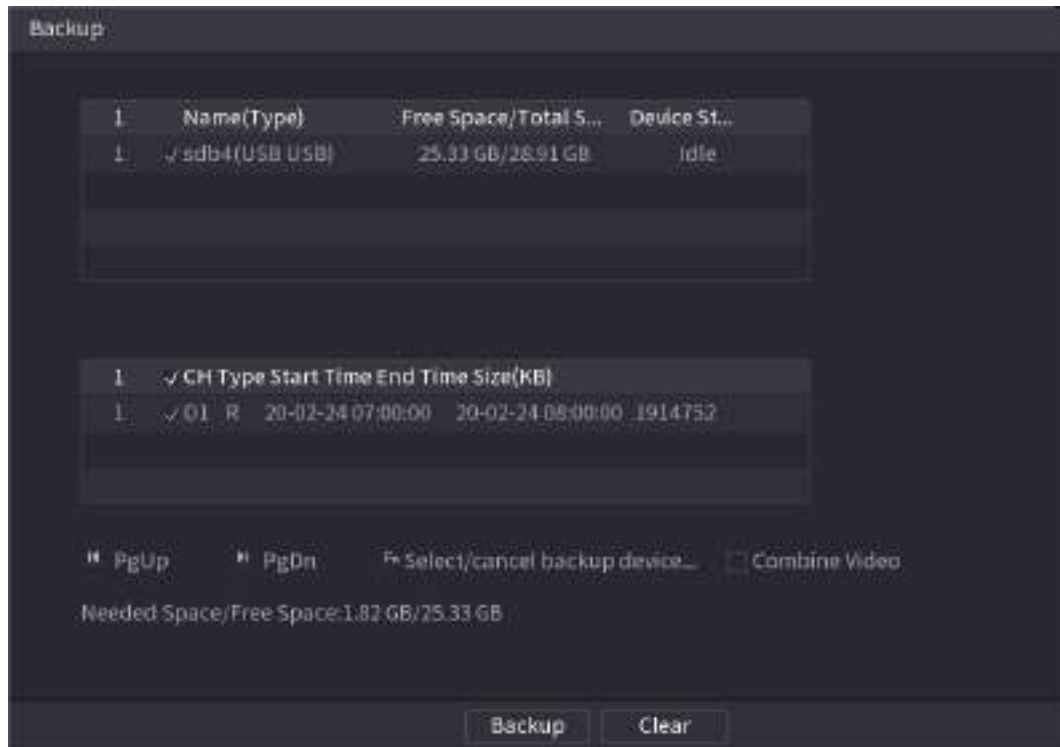 Backup
1 Name(Type) Free Space/Total S... Device St...
1 ✓ sdb4(USB USB) 25.33 GB/28.91 GB Idle
1 ✓ CH Type Start Time End Time Size(KB)
1 ✓ 01 R 20-02-24 07:00:00 20-02-24 08:00:00 1914752
PgUp PgDn Fn Select/cancel backup device... Combine Video
Needed Space/Free Space:1.82 GB/25.33 GB
Backup Clear